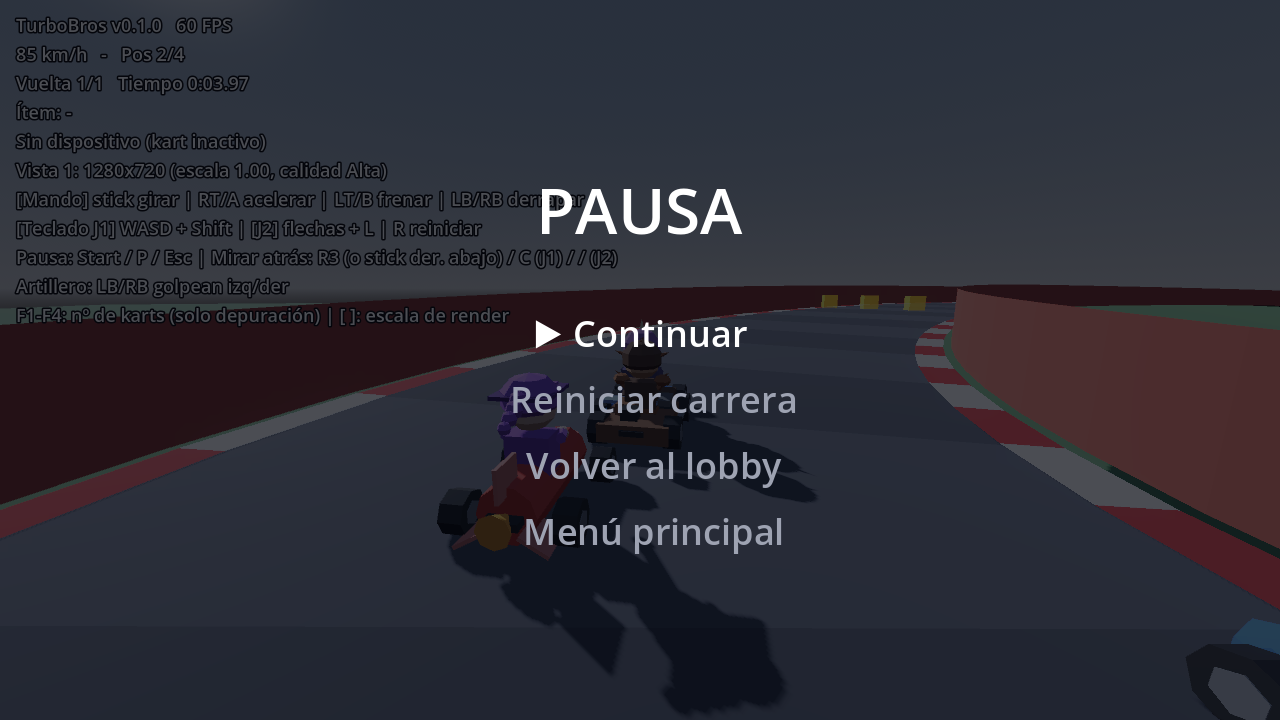 TurboBros v0.1.0   60 FPS
85 km/h  -  Pos 2/4
Vuelta 1/1   Tiempo 0:03.97
Ítem: -
Sin dispositivo (kart inactivo)
Vista 1: 1280x720 (escala 1.00, calidad Alta)
[Mando] stick girar | RT/A acelerar | LT/B frenar | LB/RB derrapar
[Teclado J1] WASD + Shift | [J2] flechas + L | R reiniciar
Pausa: Start / P / Esc | Mirar atrás: R3 (o stick der. abajo) / C (J1) / / (J2)
Artillero: LB/RB golpean izq/der
F1-F4: nº de karts (solo depuración) | [ ]: escala de render
PAUSA
▶ Continuar
Reiniciar carrera
Volver al lobby
Menú principal